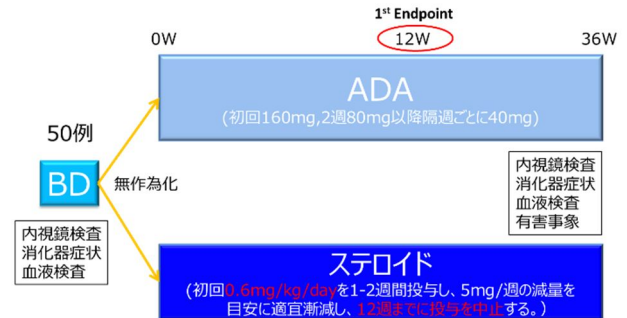 1st Endpoint
0W 12W 36W
ADA
(初回160mg,2週80mg以降隔週ごとに40mg)
50例
BD
無作為化
内視鏡検査
消化器症状
血液検査
内視鏡検査
消化器症状
血液検査
有害事象
ステロイド
(初回0.6mg/kg/dayを1-2週間投与し、5mg/週の減量を
目安に適宜漸減し、12週までに投与を中止する。)